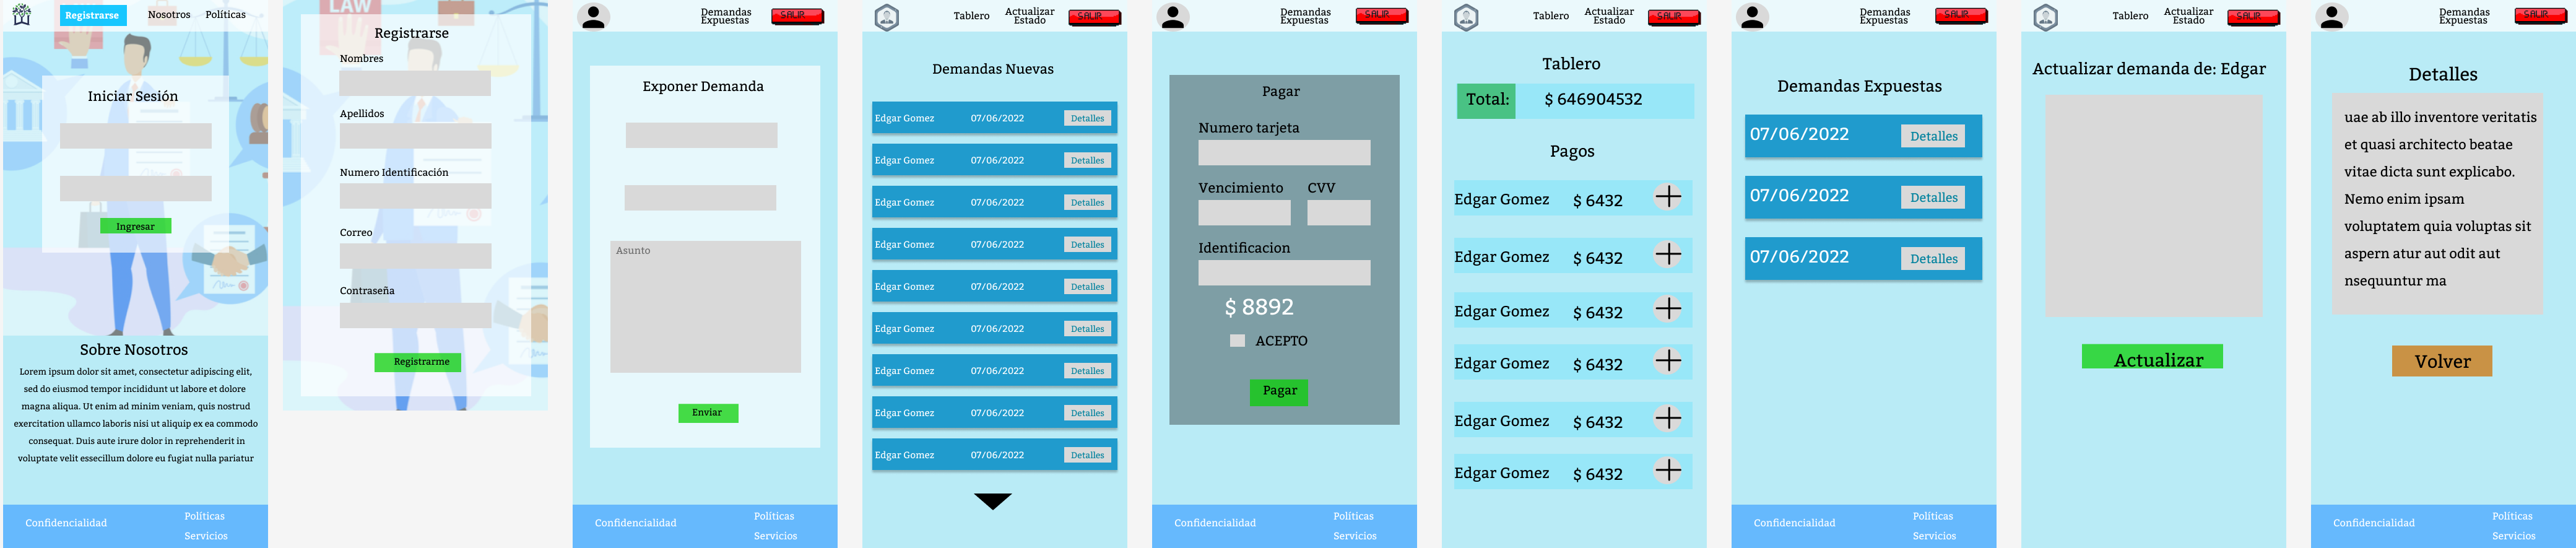 Registrarse Nosotros Políticas
Iniciar Sesión
Ingresar
Sobre Nosotros
Lorem ipsum dolor sit amet, consectetur adipiscing elit,
sed do eiusmod tempor incididunt ut labore et dolore
magna aliqua. Ut enim ad minim veniam, quis nostrud
exercitation ullamco laboris nisi ut aliquip ex ea commodo
consequat. Duis aute irure dolor in reprehenderit in
voluptate velit essecillum dolore eu fugiat nulla pariatur
Confidencialidad
Políticas
Servicios
LAW
Registrarse
Nombres
Apellidos
Numero Identificación
Correo
Contraseña
Registrarme
Demandas
Expuestas
SALIR
Exponer Demanda
Asunto
Enviar
Confidencialidad
Políticas
Servicios
Tablero
Actualizar
Estado
SALIR
Demandas Nuevas
Edgar Gomez 07/06/2022 Detalles
Edgar Gomez 07/06/2022 Detalles
Edgar Gomez 07/06/2022 Detalles
Edgar Gomez 07/06/2022 Detalles
Edgar Gomez 07/06/2022 Detalles
Edgar Gomez 07/06/2022 Detalles
Edgar Gomez 07/06/2022 Detalles
Edgar Gomez 07/06/2022 Detalles
Edgar Gomez 07/06/2022 Detalles
Demandas
Expuestas
SALIR
Pagar
Numero tarjeta
Vencimiento CVV
Identificacion
$ 8892
ACEPTO
Pagar
Confidencialidad
Políticas
Servicios
Tablero
Actualizar
Estado
SALIR
Tablero
Total: $ 646904532
Pagos
Edgar Gomez $ 6432
Edgar Gomez $ 6432
Edgar Gomez $ 6432
Edgar Gomez $ 6432
Edgar Gomez $ 6432
Edgar Gomez $ 6432
Demandas
Expuestas
SALIR
Demandas Expuestas
07/06/2022 Detalles
07/06/2022 Detalles
07/06/2022 Detalles
Confidencialidad
Políticas
Servicios
Tablero
Actualizar
Estado
SALIR
Actualizar demanda de: Edgar
Actualizar
Demandas
Expuestas
SALIR
Detalles
uae ab illo inventore veritatis
et quasi architecto beatae
vitae dicta sunt explicabo.
Nemo enim ipsam
voluptatem quia voluptas sit
aspern atur aut odit aut
nsequuntur ma
Volver
Confidencialidad
Políticas
Servicios